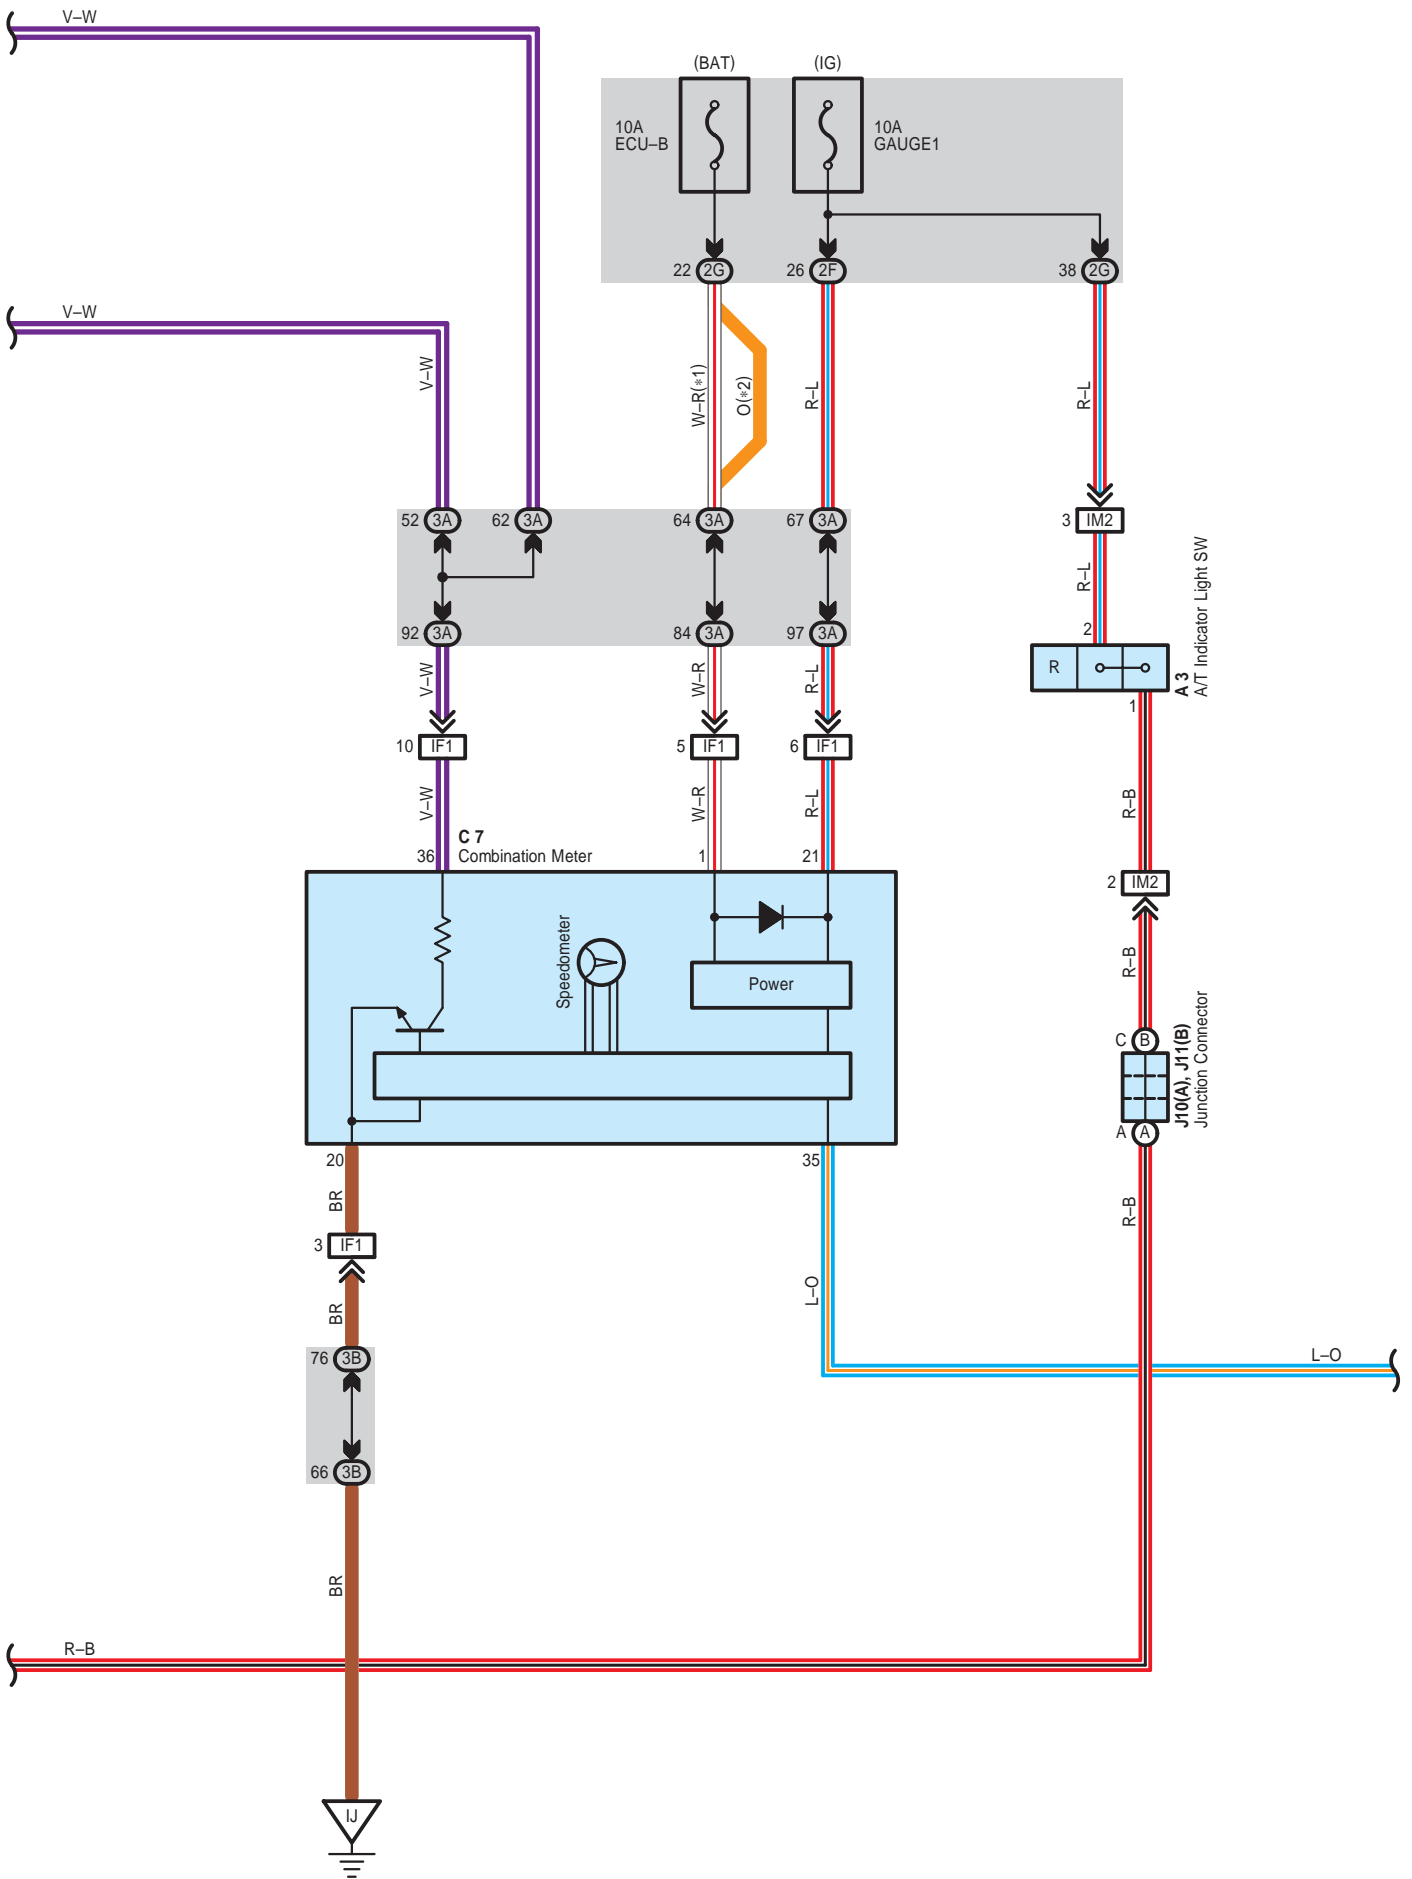 V–W
(BAT)
(IG)
10A
ECU–B
10A
GAUGE1
22 2G
26 2F
38 2G
V–W
V–W
W–R(*1)
O(*2)
R–L
R–L
52 3A
62 3A
64 3A
67 3A
3 IM2
R–L
92 3A
84 3A
97 3A
2
R
A 3
A/T Indicator Light SW
1
V–W
W–R
R–L
10 IF1
5 IF1
6 IF1
V–W
W–R
R–L
R–B
C 7
36
Combination Meter
1
21
2 IM2
R–B
Speedometer
Power
C B
J10(A), J11(B)
Junction Connector
A A
20
35
BR
R–B
3 IF1
BR
L–O
76 3B
L–O
66 3B
BR
R–B
IJ